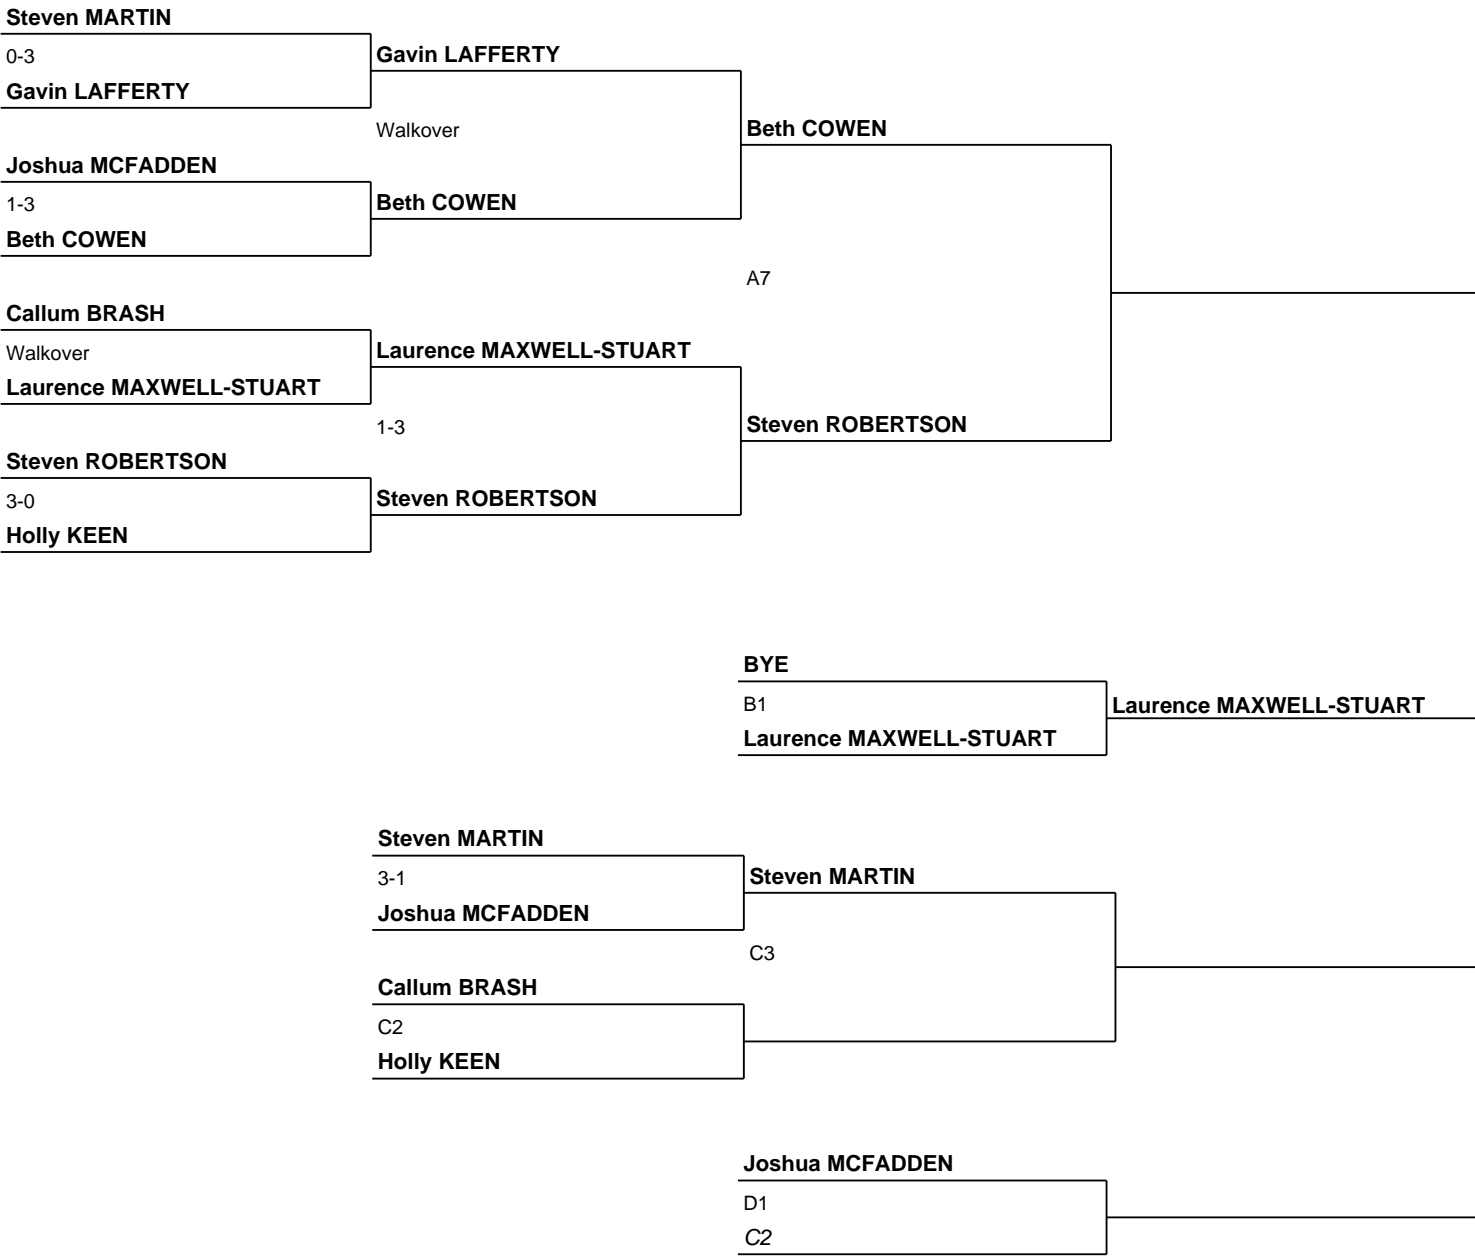 Steven MARTIN
0-3
Gavin LAFFERTY
Gavin LAFFERTY
Walkover
Beth COWEN
Joshua MCFADDEN
1-3
Beth COWEN
Beth COWEN
A7
Callum BRASH
Walkover
Laurence MAXWELL-STUART
Laurence MAXWELL-STUART
1-3
Steven ROBERTSON
Steven ROBERTSON
3-0
Steven ROBERTSON
Holly KEEN
BYE
B1
Laurence MAXWELL-STUART
Laurence MAXWELL-STUART
Steven MARTIN
3-1
Steven MARTIN
Joshua MCFADDEN
C3
Callum BRASH
C2
Holly KEEN
Joshua MCFADDEN
D1
C2